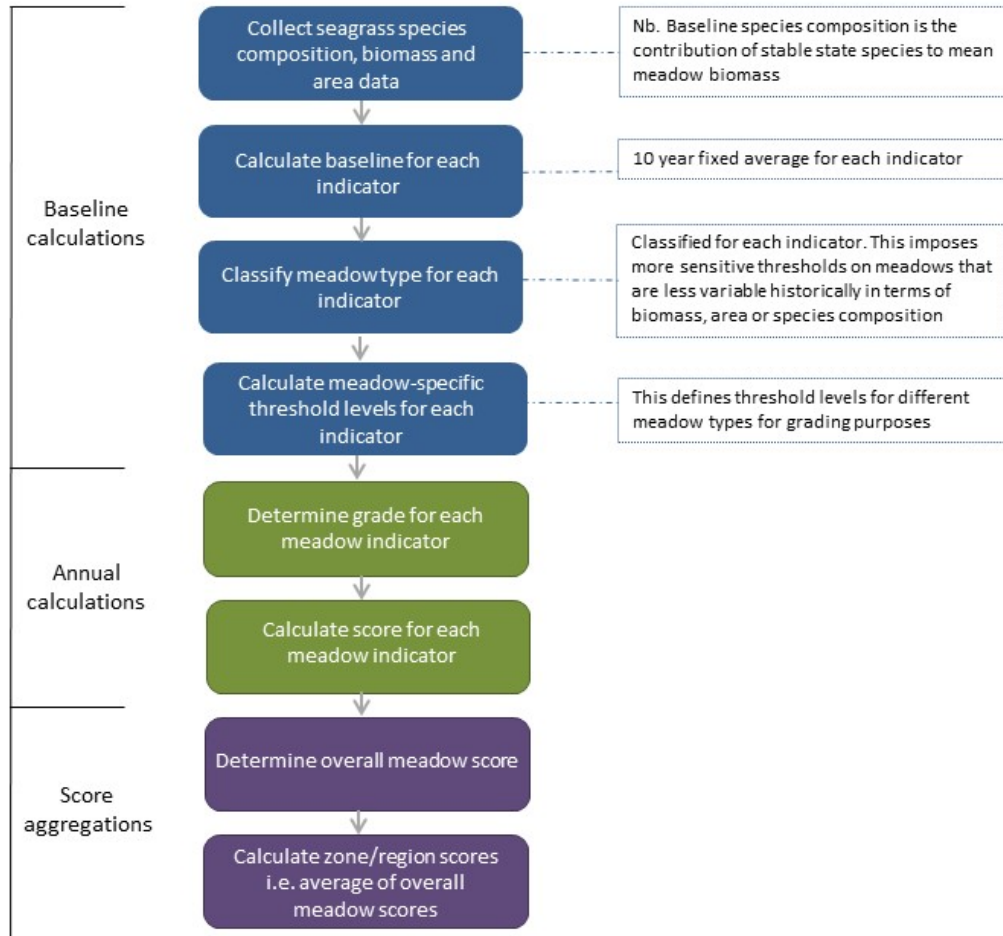 Collect seagrass species
composition, biomass and
area data
Nb. Baseline species composition is the
contribution of stable state species to mean
meadow biomass
Calculate baseline for each
indicator
10 year fixed average for each indicator
Baseline
calculations
Classify meadow type for each
indicator
Classified for each indicator. This imposes
more sensitive thresholds on meadows that
are less variable historically in terms of
biomass, area or species composition
Calculate meadow-specific
threshold levels for each
indicator
This defines threshold levels for different
meadow types for grading purposes
Annual
calculations
Determine grade for each
meadow indicator
Calculate score for each
meadow indicator
Score
aggregations
Determine overall meadow score
Calculate zone/region scores
i.e. average of overall
meadow scores